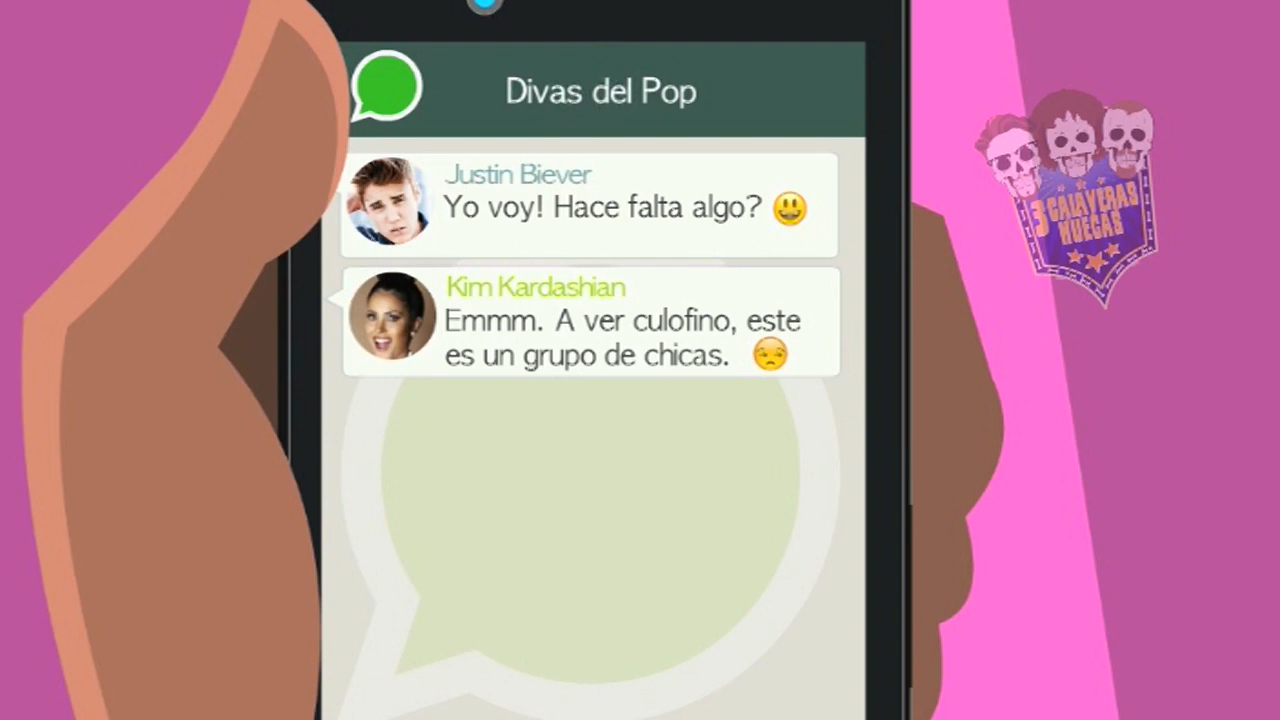 Divas del Pop
Justin Biever
Yo voy! Hace falta algo? 😃
Kim Kardashian
Emmm. A ver culofino, este
es un grupo de chicas. 😒
3 CALAVERAS
HUECAS